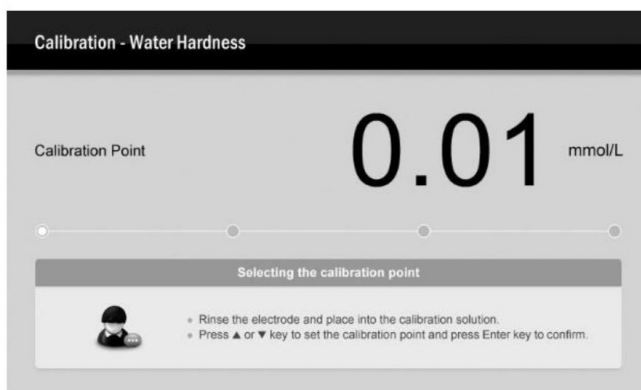 Calibration - Water Hardness
Calibration Point
0.01 mmol/L
Selecting the calibration point
Rinse the electrode and place into the calibration solution.
Press ▲ or ▼ key to set the calibration point and press Enter key to confirm.